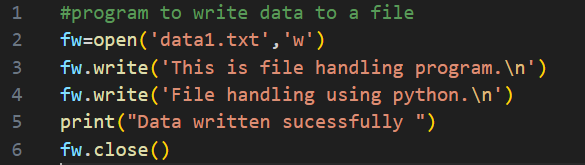 1 #program to write data to a file
2 fw=open('data1.txt','w')
3 fw.write('This is file handling program.\n')
4 fw.write('File handling using python.\n')
5 print("Data written sucessfully ")
6 fw.close()